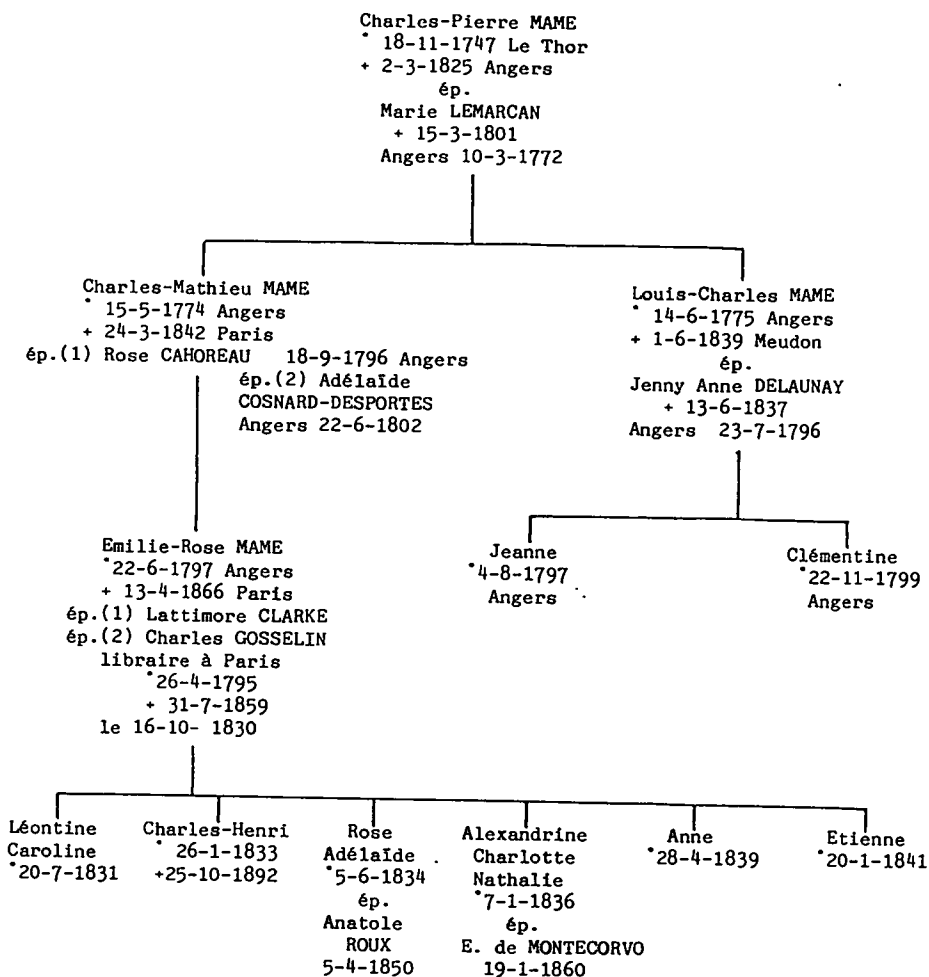 Charles-Pierre MAME
* 18-11-1747 Le Thor
+ 2-3-1825 Angers
ép.
Marie LEMARCAN
+ 15-3-1801
Angers 10-3-1772
Charles-Mathieu MAME
* 15-5-1774 Angers
+ 24-3-1842 Paris
ép.(1) Rose CAHOREAU 18-9-1796 Angers
ép.(2) Adélaïde
COSNARD-DESPORTES
Angers 22-6-1802
Louis-Charles MAME
* 14-6-1775 Angers
+ 1-6-1839 Meudon
ép.
Jenny Anne DELAUNAY
+ 13-6-1837
Angers 23-7-1796
Emilie-Rose MAME
*22-6-1797 Angers
+ 13-4-1866 Paris
ép.(1) Lattimore CLARKE
ép.(2) Charles GOSSELIN
libraire à Paris
*26-4-1795
+ 31-7-1859
le 16-10- 1830
Jeanne
*4-8-1797
Angers
Clémentine
*22-11-1799
Angers
Léontine
Caroline
*20-7-1831
Charles-Henri
* 26-1-1833
+25-10-1892
Rose
Adélaïde
*5-6-1834
ép.
Anatole
ROUX
5-4-1850
Alexandrine
Charlotte
Nathalie
*7-1-1836
ép.
E. de MONTECORVO
19-1-1860
Anne
*28-4-1839
Etienne
*20-1-1841